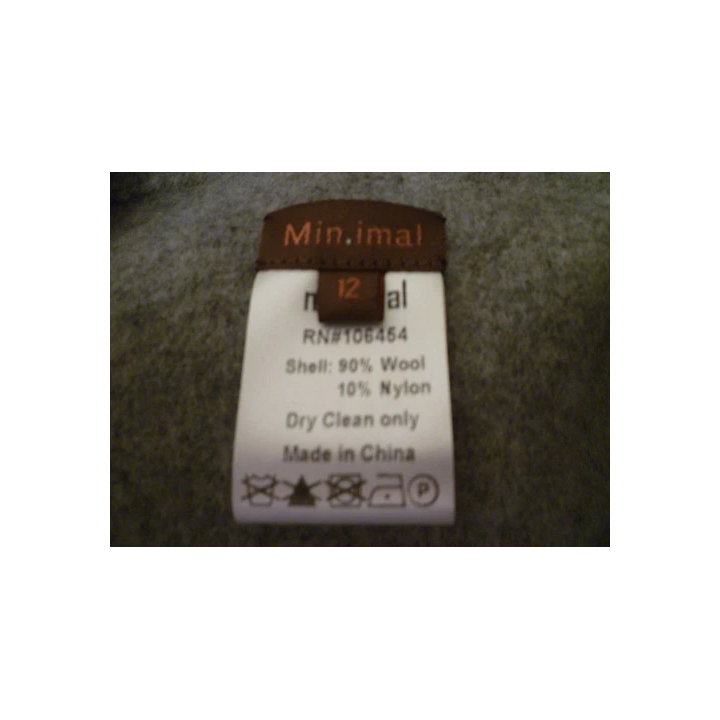 Min.imal
12
RN#106454
Shell: 90% Wool
10% Nylon
Dry Clean only
Made in China
P